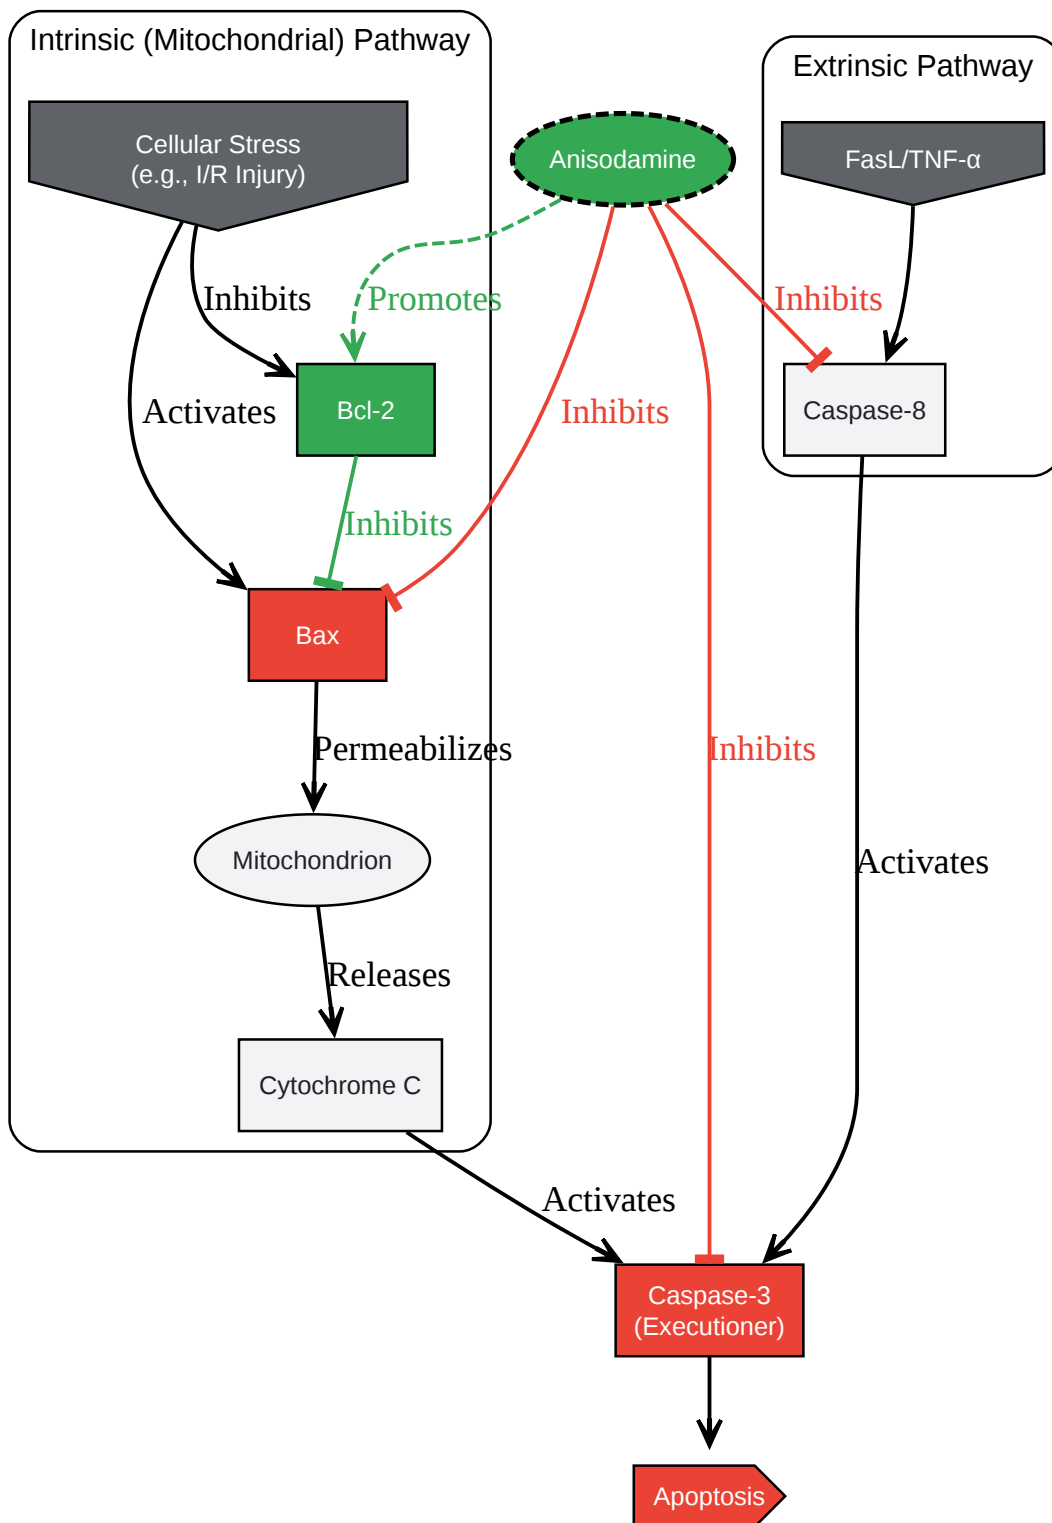 Intrinsic (Mitochondrial) Pathway
Extrinsic Pathway
Cellular Stress
(e.g., I/R Injury)
Anisodamine
FasL/TNF-α
Inhibits
Promotes
Inhibits
Activates
Bcl-2
Inhibits
Caspase-8
Inhibits
Bax
Permeabilizes
Inhibits
Mitochondrion
Activates
Releases
Cytochrome C
Activates
Caspase-3
(Executioner)
Apoptosis